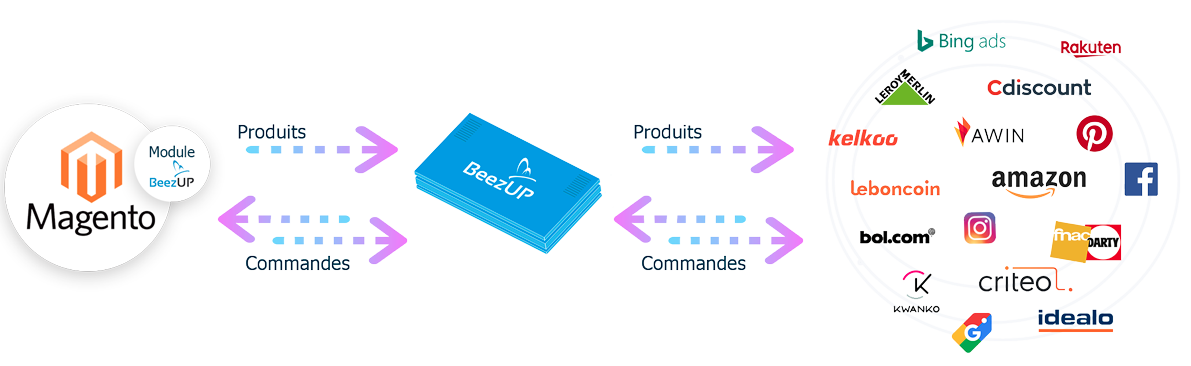 Magento
Module
BeezUP
Produits
Commandes
BeezUP
Produits
Commandes
Bing ads
Rakuten
LEROY MERLIN
Cdiscount
kelkoo
AWIN
leboncoin
amazon
bol.com
fnac
DARTY
criteo
KWANKO
G
idealo